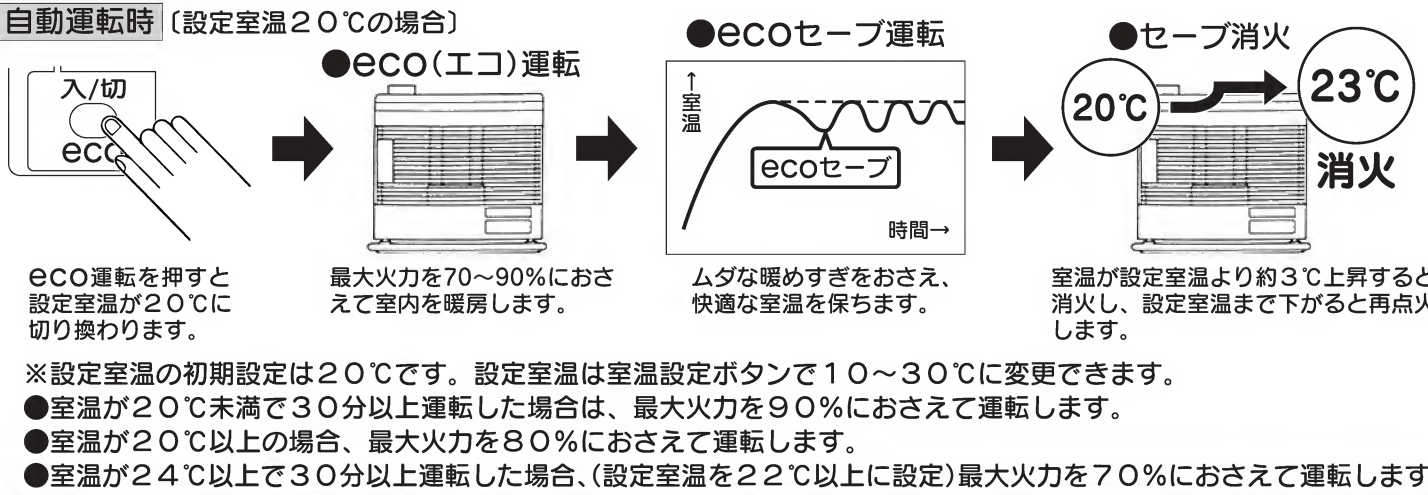 自動運転時〔設定室温20℃の場合〕
入/切
eco
●eco(エコ)運転
●ecoセーブ運転
↑室温
ecoセーブ
時間→
●セーブ消火
20℃
23℃
消火
eco運転を押すと
設定室温が20℃に
切り換わります。
最大火力を70～90%におさ
えて室内を暖房します。
ムダな暖めすぎをおさえ、
快適な室温を保ちます。
室温が設定室温より約3℃上昇すると
消火し、設定室温まで下がると再点火
します。
※設定室温の初期設定は20℃です。設定室温は室温設定ボタンで10～30℃に変更できます。
●室温が20℃未満で30分以上運転した場合は、最大火力を90%におさえて運転します。
●室温が20℃以上の場合、最大火力を80%におさえて運転します。
●室温が24℃以上で30分以上運転した場合、(設定室温を22℃以上に設定)最大火力を70%におさえて運転します